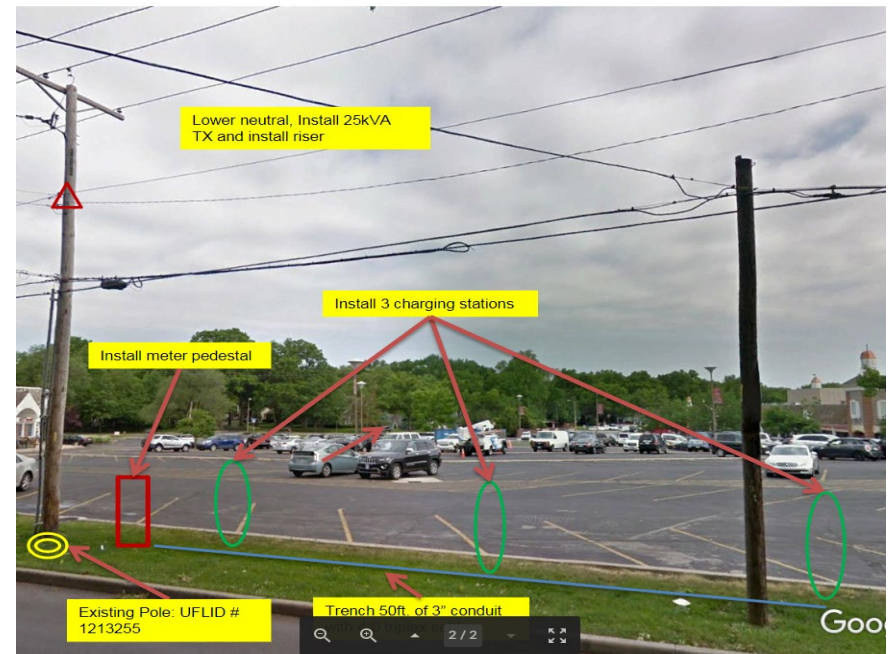 Lower neutral, Install 25kVA
TX and install riser
Install 3 charging stations
Install meter pedestal
Existing Pole: UFLID #
1213255
Trench 50ft. of 3” conduit
2 / 2
Goo